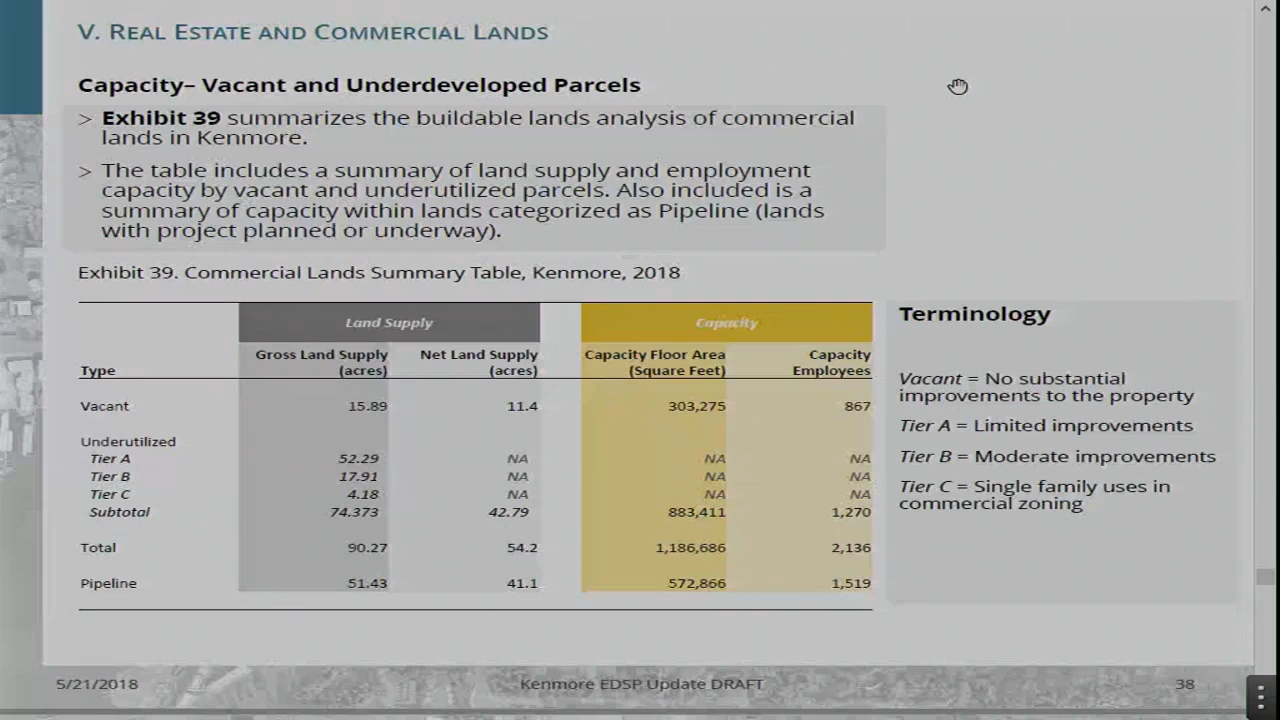 V. REAL ESTATE AND COMMERCIAL LANDS
Capacity– Vacant and Underdeveloped Parcels
> Exhibit 39 summarizes the buildable lands analysis of commercial
lands in Kenmore.
> The table includes a summary of land supply and employment
capacity by vacant and underutilized parcels. Also included is a
summary of capacity within lands categorized as Pipeline (lands
with project planned or underway).
Exhibit 39. Commercial Lands Summary Table, Kenmore, 2018
Land Supply Capacity
Gross Land Supply Net Land Supply Capacity Floor Area Capacity
Type (acres) (acres) (Square Feet) Employees
Vacant 15.89 11.4 303,275 867
Underutilized
Tier A 52.29 NA NA NA
Tier B 17.91 NA NA NA
Tier C 4.18 NA NA NA
Subtotal 74.373 42.79 883,411 1,270
Total 90.27 54.2 1,186,686 2,136
Pipeline 51.43 41.1 572,866 1,519
Terminology
Vacant = No substantial
improvements to the property
Tier A = Limited improvements
Tier B = Moderate improvements
Tier C = Single family uses in
commercial zoning
5/21/2018 Kenmore EDSP Update DRAFT 38